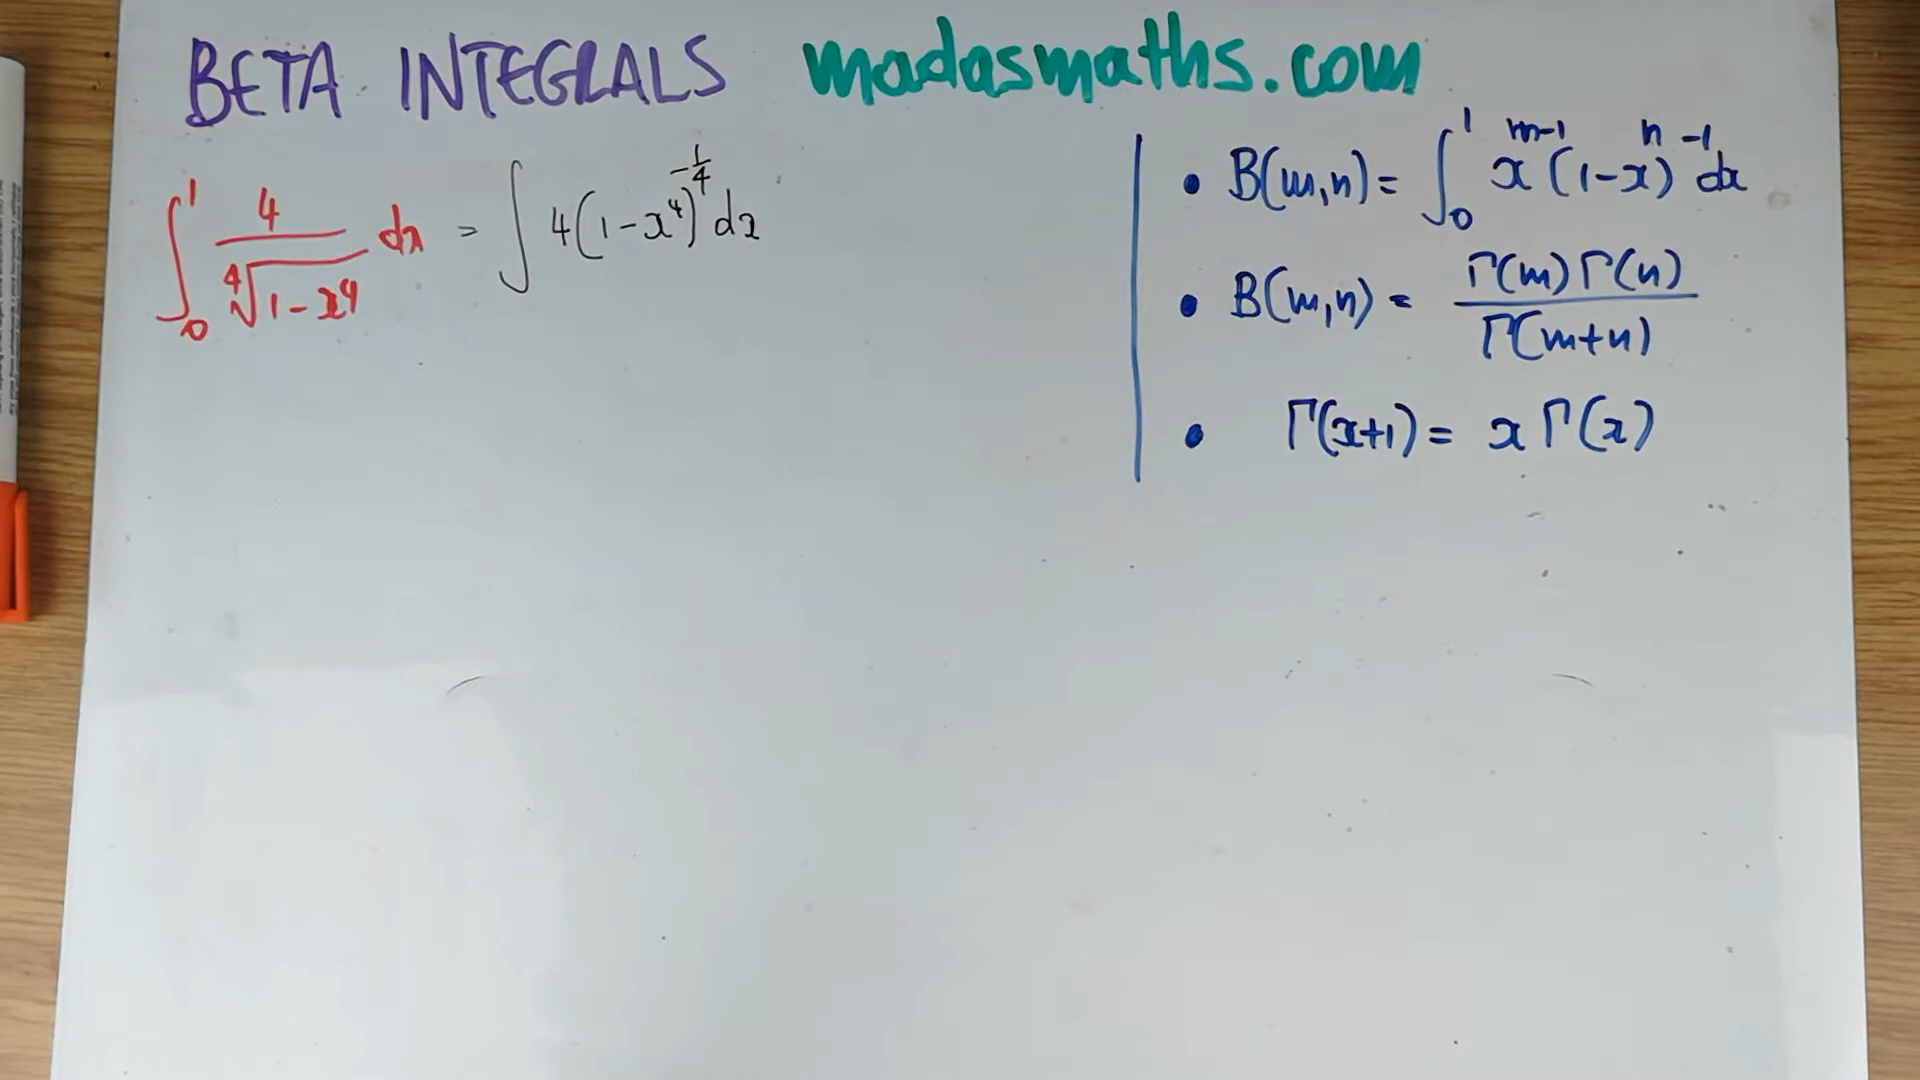 BETA INTEGRALS madasmaths.com
∫₀¹ 4/∜(1-x⁴) dx = ∫ 4(1-x⁴)^(-1/4) dx
• B(m,n) = ∫₀¹ x^(m-1) (1-x)^(n-1) dx
• B(m,n) = Γ(m)Γ(n)/Γ(m+n)
• Γ(x+1) = x Γ(x)